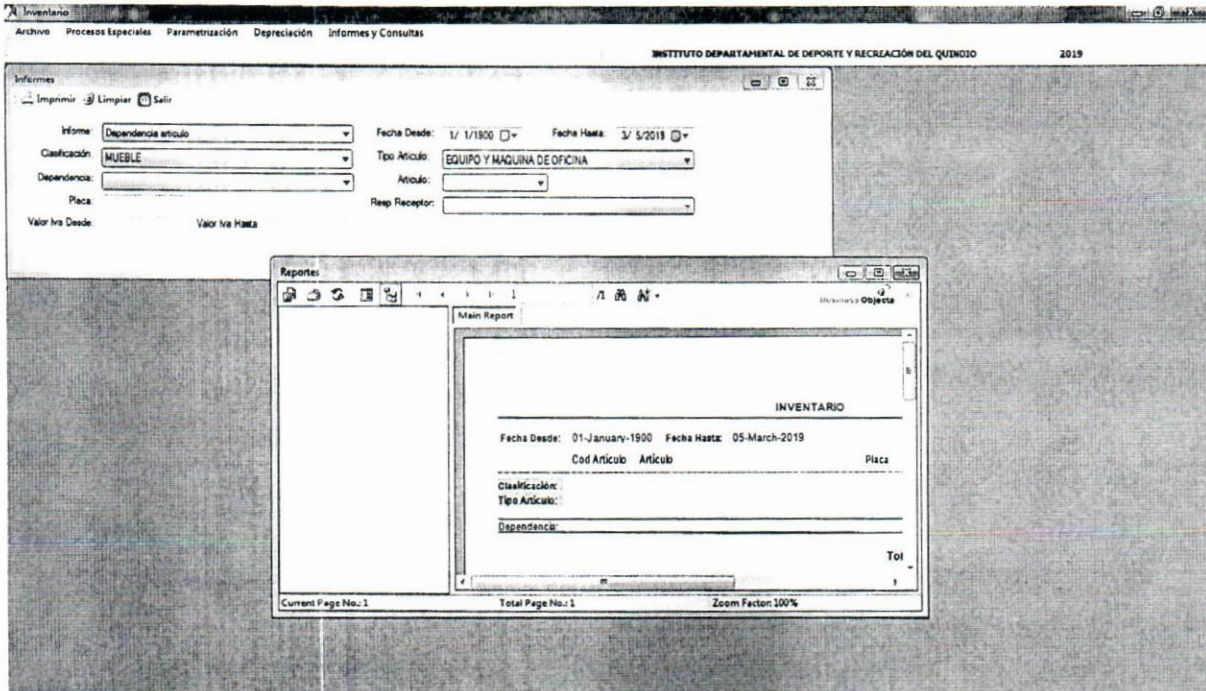 Inventario
Archivo Procesos Especiales Parametrización Depreciación Informes y Consultas
INSTITUTO DEPARTAMENTAL DE DEPORTE Y RECREACIÓN DEL QUINDIO 2019
Informes
Imprimir Limpiar Salir
Informe: Dependencia articulo Fecha Desde: 1/ 1/1900 Fecha Hasta: 3/ 5/2019
Clasificación: MUEBLE Tipo Articulo: EQUIPO Y MAQUINA DE OFICINA
Dependencia: Articulo:
Placa: Resp Receptor:
Valor Iva Desde: Valor Iva Hasta
Reportes
1 /1
Business Objects
Main Report
INVENTARIO
Fecha Desde: 01-January-1900 Fecha Hasta: 05-March-2019
Cod Artículo Artículo Placa
Clasificación:
Tipo Artículo:
Dependencia:
Tot
Current Page No.: 1 Total Page No.: 1 Zoom Factor: 100%